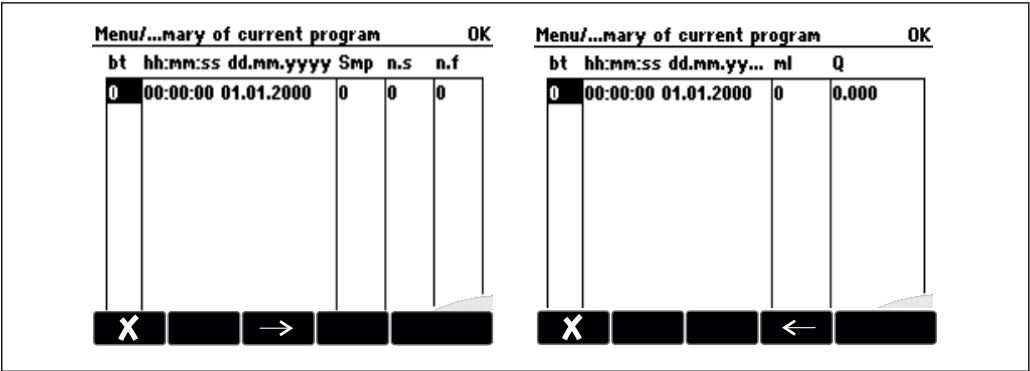 Menu/...mary of current program OK
bt hh:mm:ss dd.mm.yyyy Smp n.s n.f
0 00:00:00 01.01.2000 0 0 0
X →
Menu/...mary of current program OK
bt hh:mm:ss dd.mm.yy... ml Q
0 00:00:00 01.01.2000 0 0.000
X ←